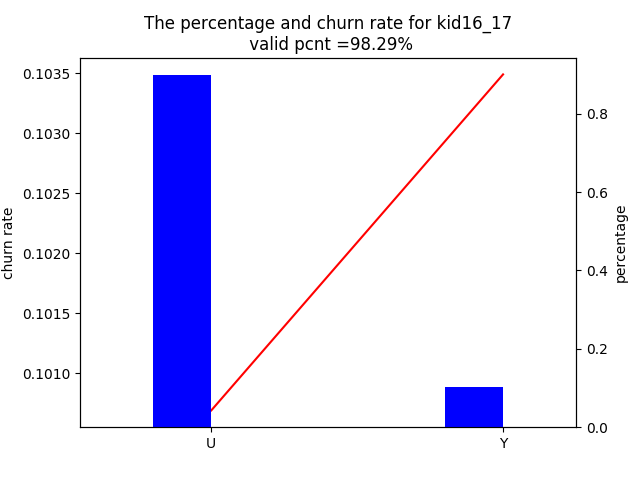 The percentage and churn rate for kid16_17
valid pcnt =98.29%
0.1035
0.1030
0.1025
0.1020
0.1015
0.1010
churn rate
0.8
0.6
0.4
0.2
0.0
percentage
U
Y